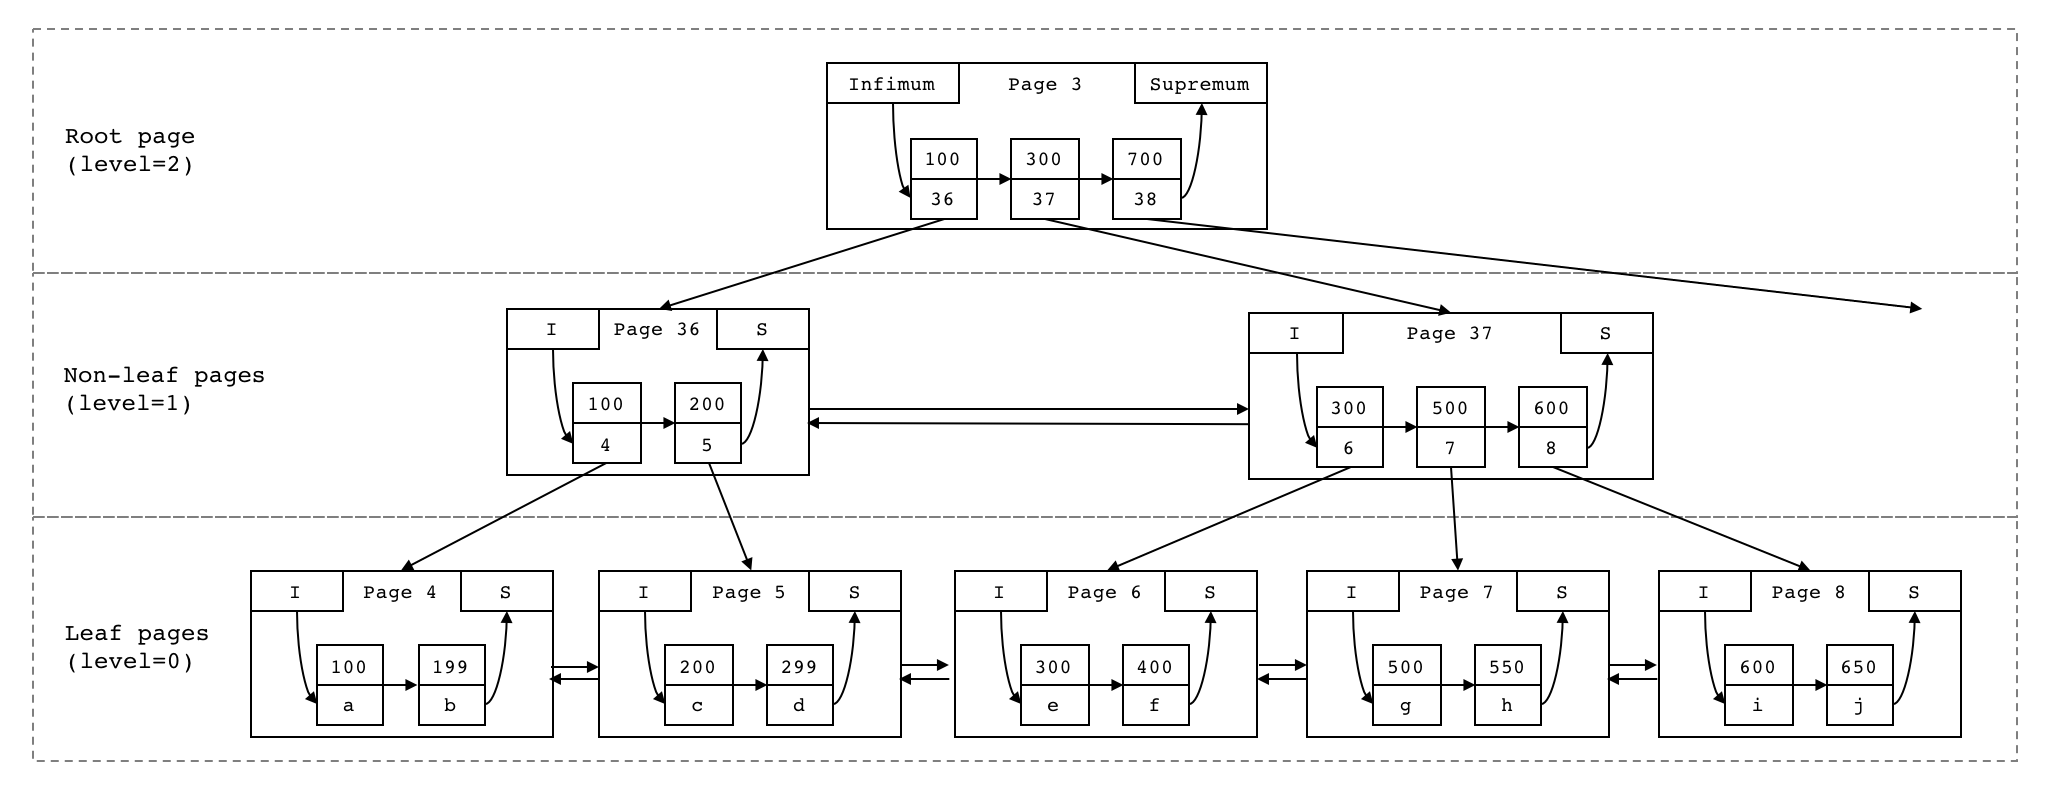 Infimum Page 3 Supremum
Root page
(level=2)
100 300 700
36 37 38
I Page 36 S
I Page 37 S
Non-leaf pages
(level=1)
100 200
4 5
300 500 600
6 7 8
I Page 4 S
I Page 5 S
I Page 6 S
I Page 7 S
I Page 8 S
Leaf pages
(level=0)
100 199
a b
200 299
c d
300 400
e f
500 550
g h
600 650
i j